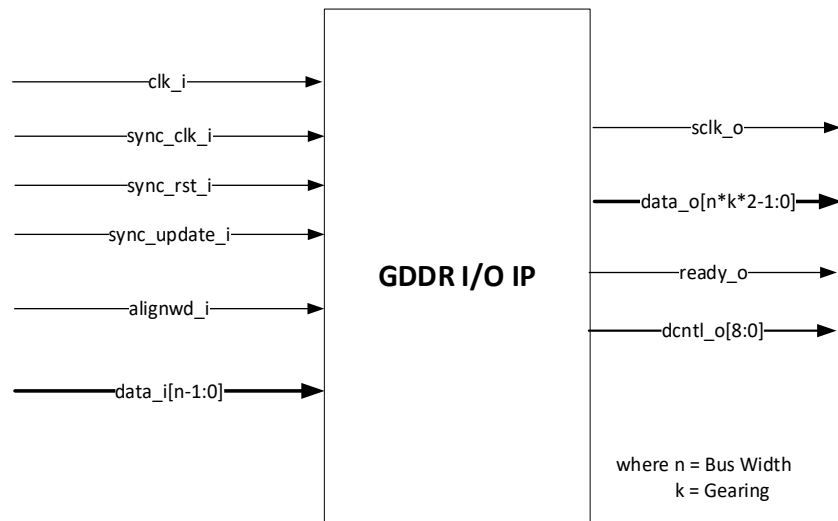 clk_i
sync_clk_i
sync_rst_i
sync_update_i
alignwd_i
data_i[n-1:0]
GDDR I/O IP
sclk_o
data_o[n*k*2-1:0]
ready_o
dcntl_o[8:0]
where n = Bus Width
k = Gearing